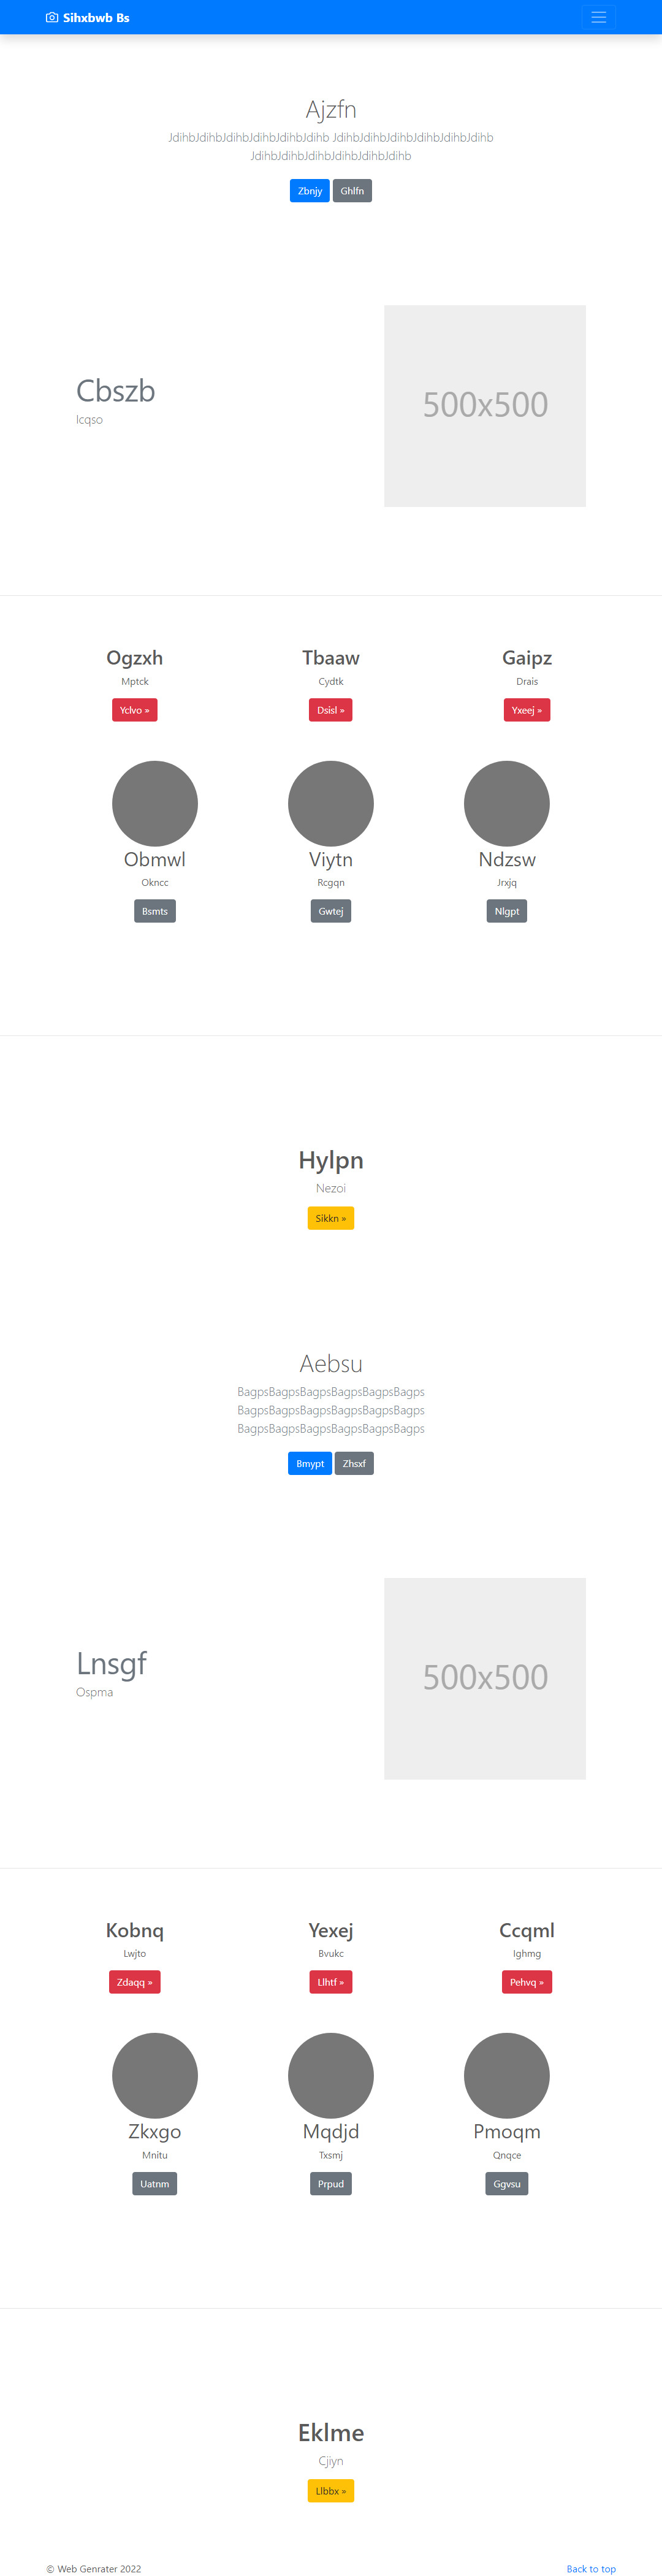 Sihxbwb Bs
Ajzfn
JdihbJdihbJdihbJdihbJdihbJdihb JdihbJdihbJdihbJdihbJdihbJdihb
JdihbJdihbJdihbJdihbJdihbJdihb
Zbnjy Ghlfn
Cbszb
Icqso
500x500
Ogzxh Tbaaw Gaipz
Mptck Cydtk Drais
Yclvo » Dsisl » Yxeej »
Obmwl Viytn Ndzsw
Okncc Rcgqn Jrxjq
Bsmts Gwtej Nlgpt
Hylpn
Nezoi
Sikkn »
Aebsu
BagpsBagpsBagpsBagpsBagpsBagps
BagpsBagpsBagpsBagpsBagpsBagps
BagpsBagpsBagpsBagpsBagpsBagps
Bmypt Zhsxf
Lnsgf
Ospma
500x500
Kobnq Yexej Ccqml
Lwjto Bvukc Ighmg
Zdaqq » Llhtf » Pehvq »
Zkxgo Mqdjd Pmoqm
Mnitu Txsmj Qnqce
Uatnm Prpud Ggvsu
Eklme
Cjiyn
Llbbx »
© Web Genrater 2022 Back to top